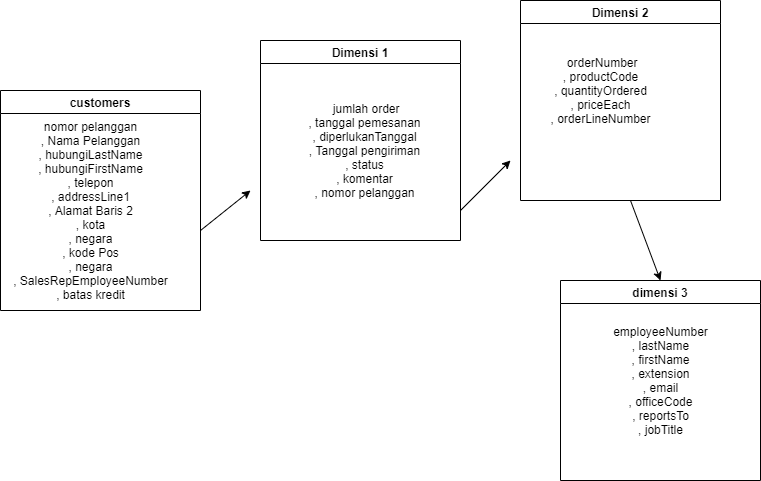 customers
nomor pelanggan
, Nama Pelanggan
, hubungiLastName
, hubungiFirstName
, telepon
, addressLine1
, Alamat Baris 2
, kota
, negara
, kode Pos
, negara
, SalesRepEmployeeNumber
, batas kredit
Dimensi 1
jumlah order
, tanggal pemesanan
, diperlukanTanggal
, Tanggal pengiriman
, status
, komentar
, nomor pelanggan
Dimensi 2
orderNumber
, productCode
, quantityOrdered
, priceEach
, orderLineNumber
dimensi 3
employeeNumber
, lastName
, firstName
, extension
, email
, officeCode
, reportsTo
, jobTitle